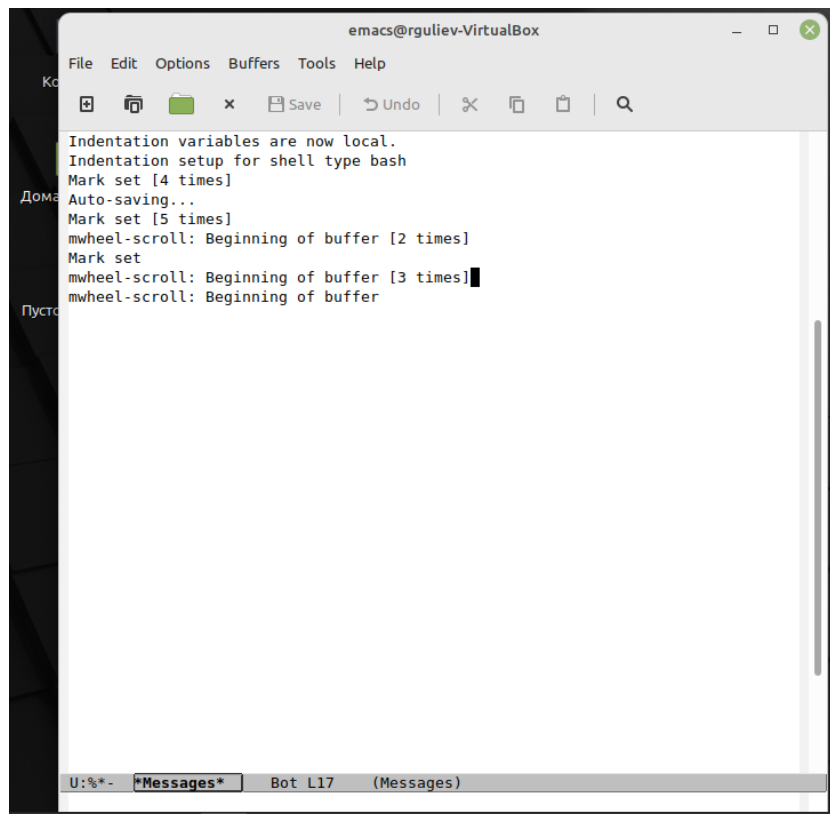 emacs@rguliev-VirtualBox
File Edit Options Buffers Tools Help
Save Undo
Indentation variables are now local.
Indentation setup for shell type bash
Mark set [4 times]
Auto-saving...
Mark set [5 times]
mwheel-scroll: Beginning of buffer [2 times]
Mark set
mwheel-scroll: Beginning of buffer [3 times]
mwheel-scroll: Beginning of buffer
U:%*- *Messages* Bot L17 (Messages)
Ко
Дома
Пусто